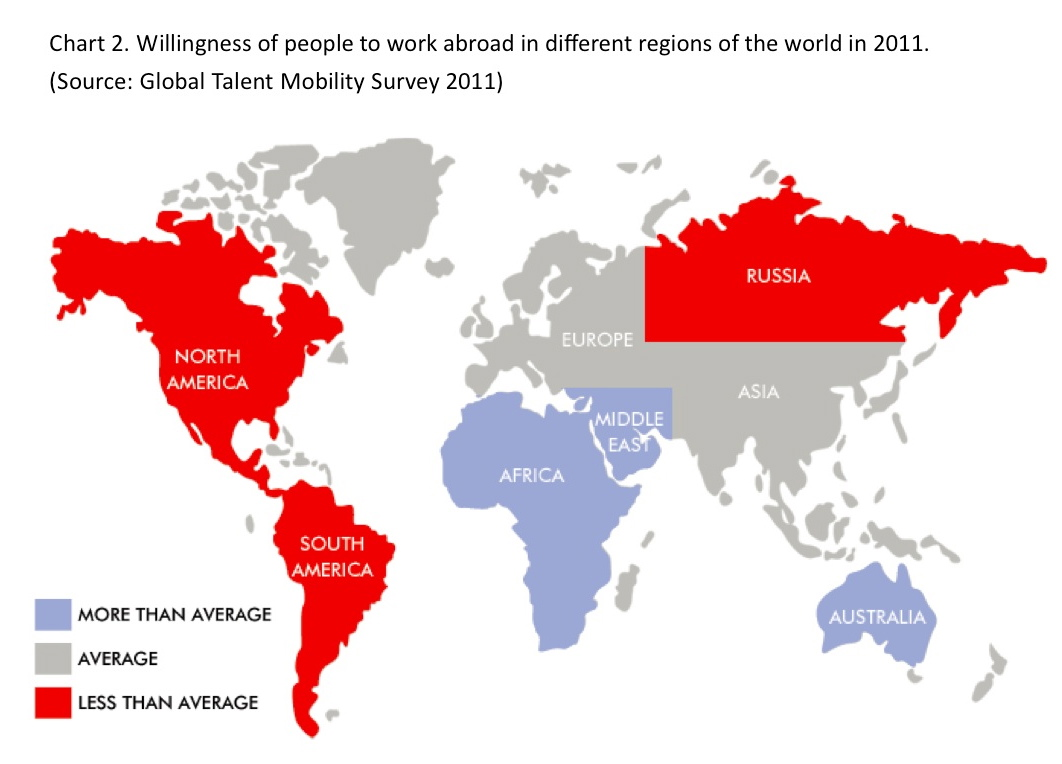 Chart 2. Willingness of people to work abroad in different regions of the world in 2011.
(Source: Global Talent Mobility Survey 2011)
RUSSIA
EUROPE
NORTH
AMERICA
ASIA
MIDDLE
EAST
AFRICA
SOUTH
AMERICA
AUSTRALIA
MORE THAN AVERAGE
AVERAGE
LESS THAN AVERAGE